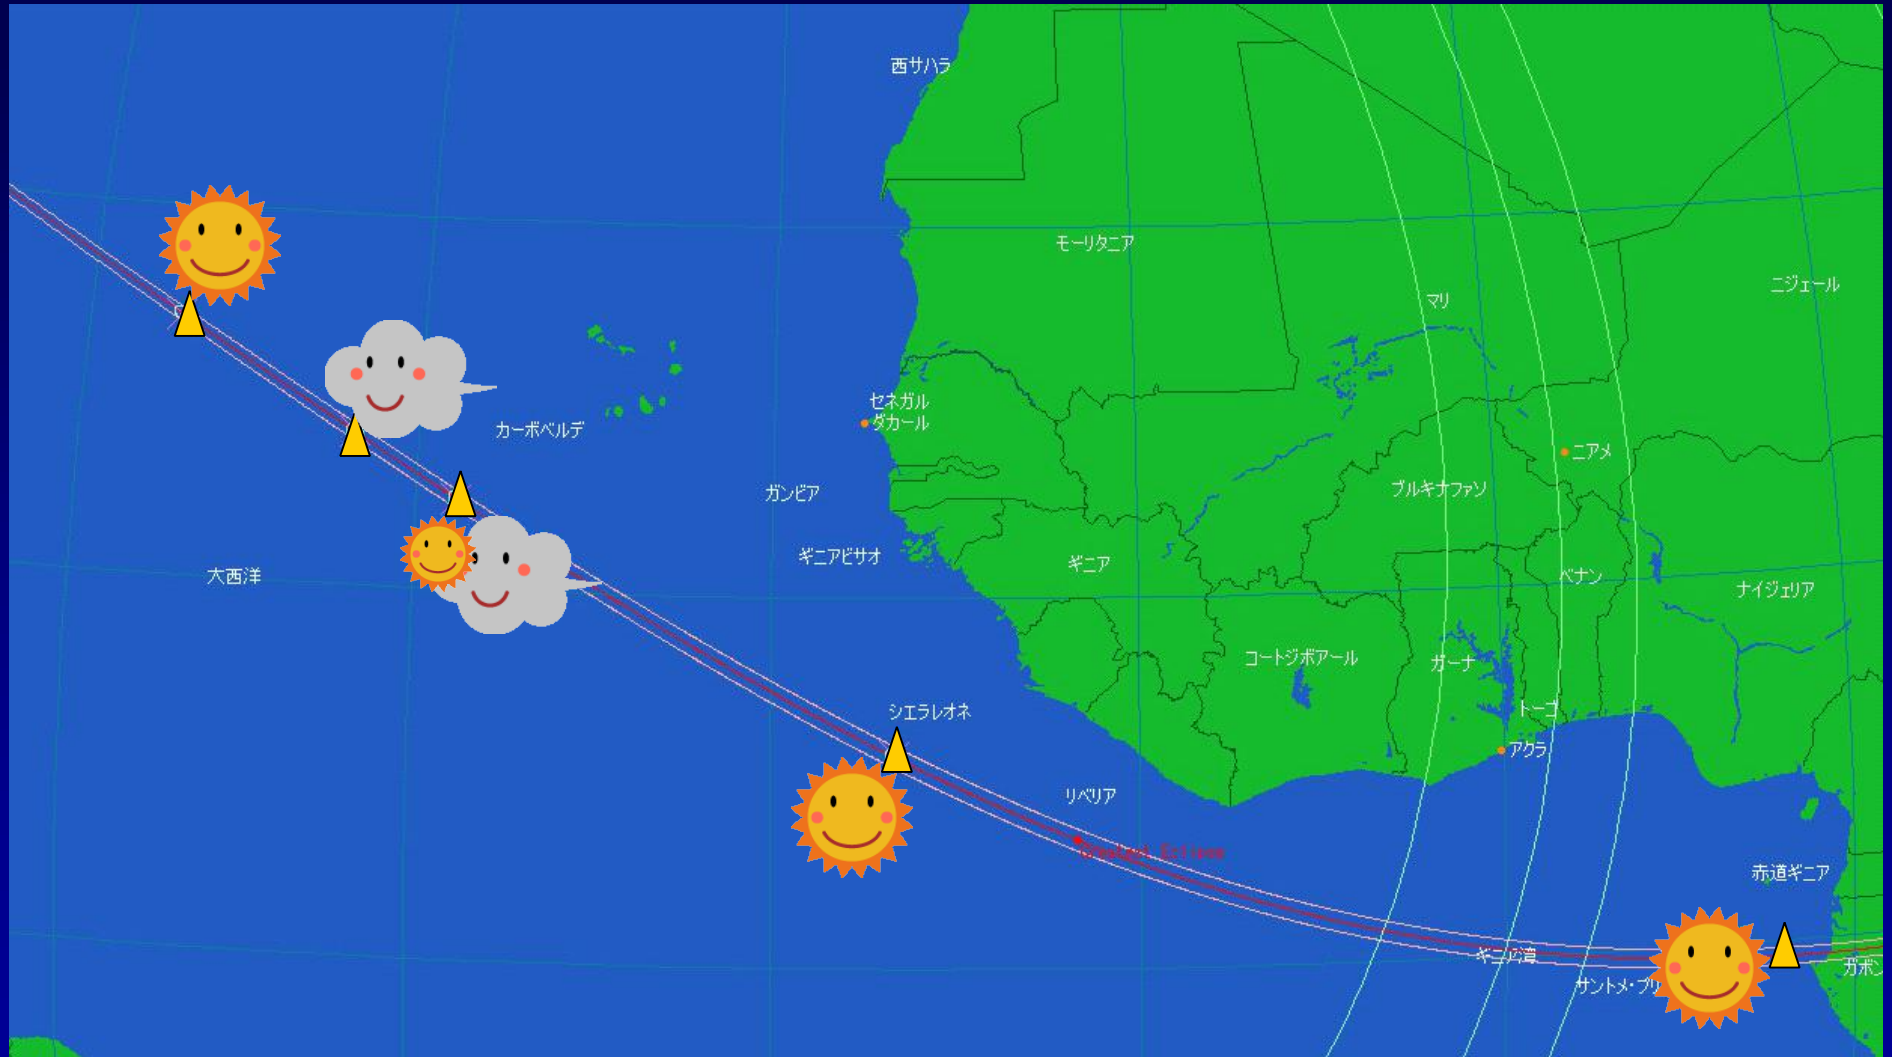 西サハラ
モーリタニア
ニジェール
マリ
セネガル
ダカール
カーボベルデ
ニアメ
ブルキナファソ
ガンビア
ギニアビサオ
ギニア
大西洋
ベナン
ナイジェリア
コートジボアール
ガーナ
シエラレオネ
トーゴ
アクラ
リベリア
Greatest Eclipse
赤道ギニア
ギニア湾
ガボン
サントメ・プリ